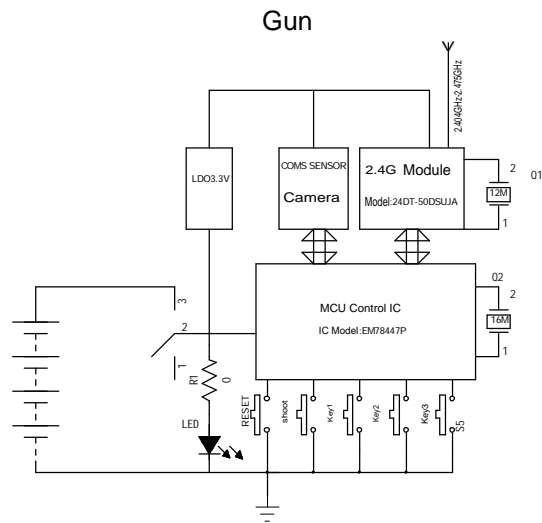 Gun
2.404GHz-2.475GHz
LDO3.3V
COMS SENSOR
Camera
2.4G Module
Model:24DT-50DSUJA
2
12M
1
Q1
3
2
1
MCU Control IC
IC Model:EM78447P
Q2
2
16M
1
R1
0
LED
RESET
shoot
Key1
Key2
Key3
S5